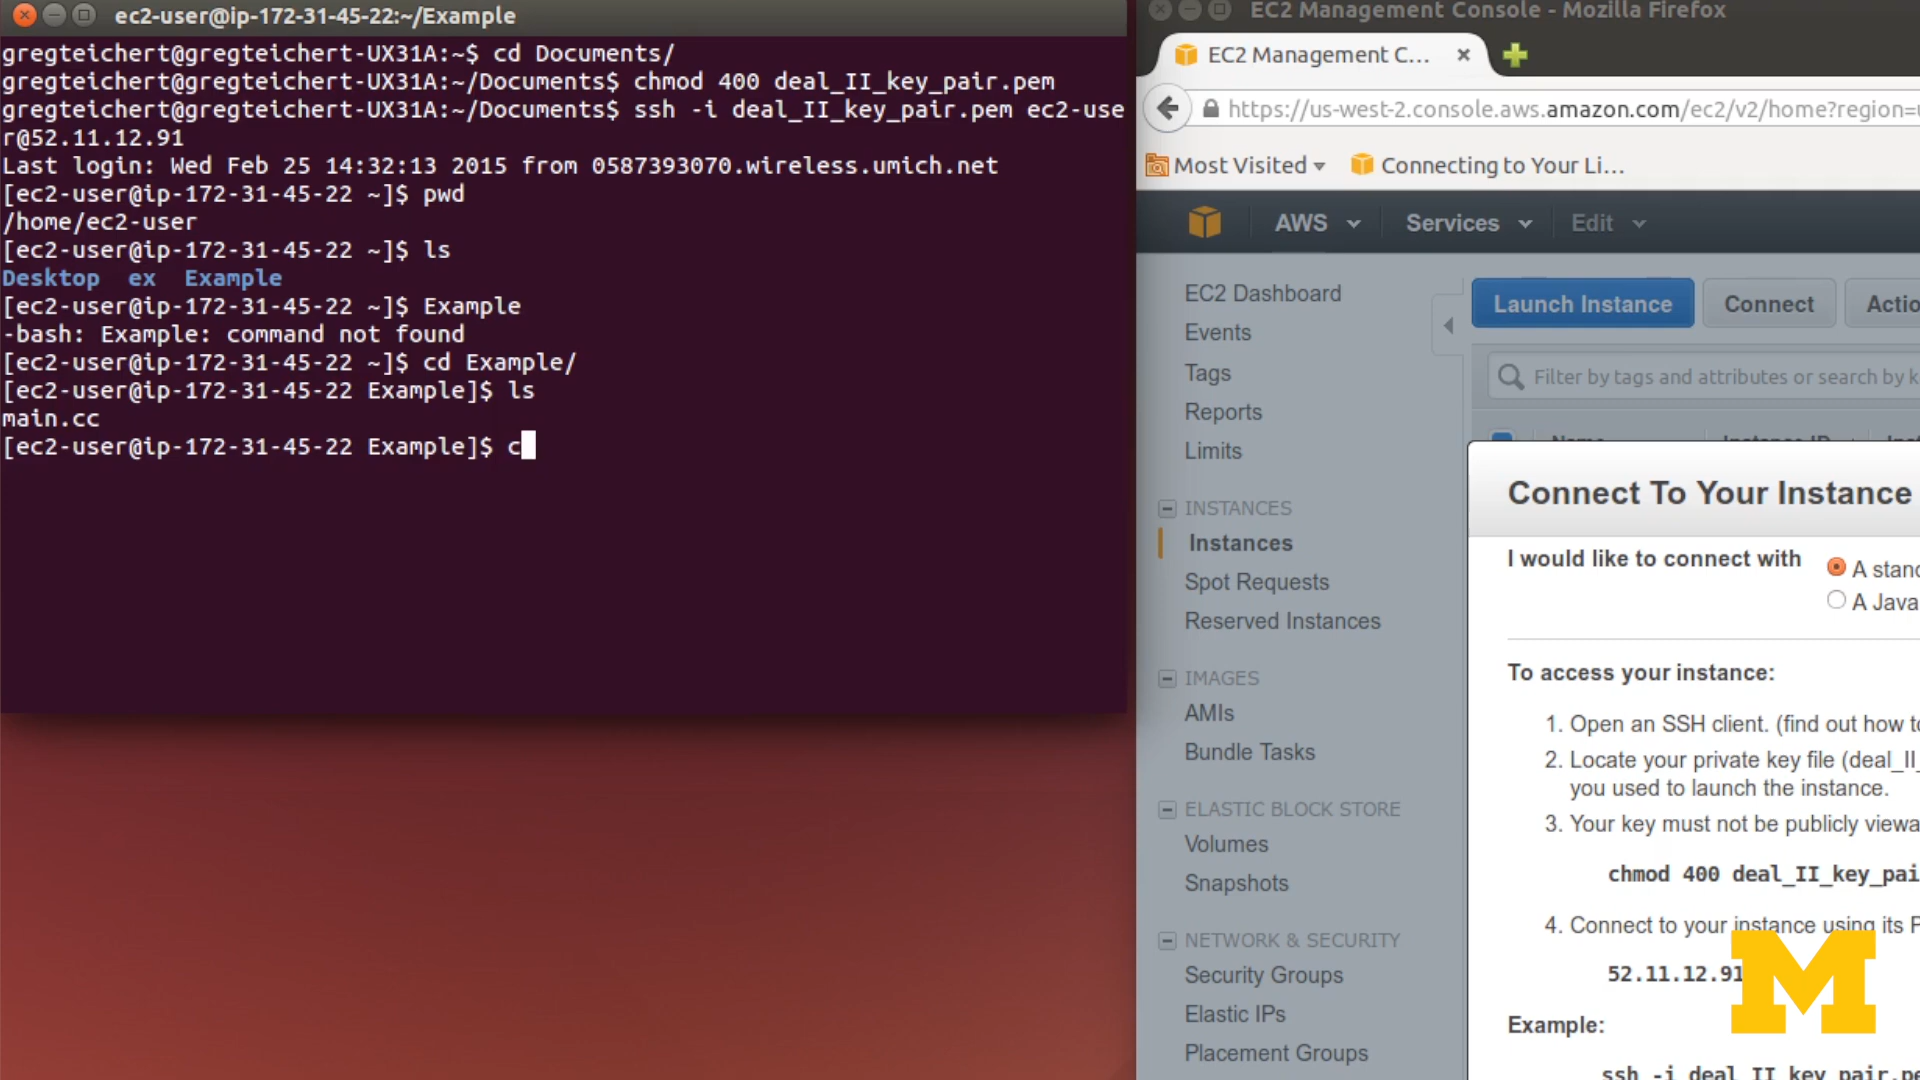 ec2-user@ip-172-31-45-22:~/Example
gregteichert@gregteichert-UX31A:~$ cd Documents/
gregteichert@gregteichert-UX31A:~/Documents$ chmod 400 deal_II_key_pair.pem
gregteichert@gregteichert-UX31A:~/Documents$ ssh -i deal_II_key_pair.pem ec2-use
r@52.11.12.91
Last login: Wed Feb 25 14:32:13 2015 from 0587393070.wireless.umich.net
[ec2-user@ip-172-31-45-22 ~]$ pwd
/home/ec2-user
[ec2-user@ip-172-31-45-22 ~]$ ls
Desktop ex Example
[ec2-user@ip-172-31-45-22 ~]$ Example
-bash: Example: command not found
[ec2-user@ip-172-31-45-22 ~]$ cd Example/
[ec2-user@ip-172-31-45-22 Example]$ ls
main.cc
[ec2-user@ip-172-31-45-22 Example]$ c
EC2 Management Console - Mozilla Firefox
EC2 Management C...
https://us-west-2.console.aws.amazon.com/ec2/v2/home?region=u
Most Visited Connecting to Your Li...
AWS Services Edit
EC2 Dashboard
Events
Tags
Reports
Limits
INSTANCES
Instances
Spot Requests
Reserved Instances
IMAGES
AMIs
Bundle Tasks
ELASTIC BLOCK STORE
Volumes
Snapshots
NETWORK & SECURITY
Security Groups
Elastic IPs
Placement Groups
Launch Instance Connect Actio
Filter by tags and attributes or search by k
Name Instance ID
Connect To Your Instance
I would like to connect with
A stand
A Java
To access your instance:
1. Open an SSH client. (find out how to
2. Locate your private key file (deal_II_
you used to launch the instance.
3. Your key must not be publicly viewa
chmod 400 deal_II_key_pai
4. Connect to your instance using its P
52.11.12.91
M
Example:
ssh -i deal_II_key_pair.pe